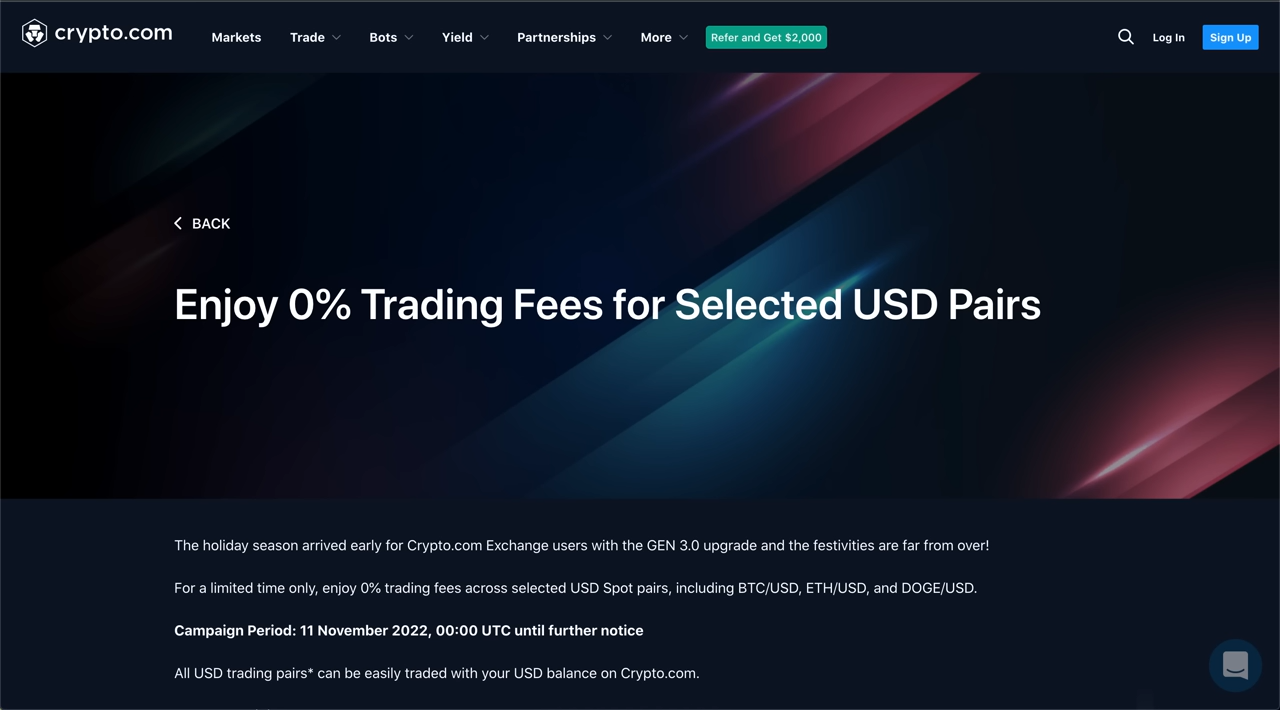 crypto.com
Markets Trade Bots Yield Partnerships More Refer and Get $2,000 Log In Sign Up
BACK
Enjoy 0% Trading Fees for Selected USD Pairs
The holiday season arrived early for Crypto.com Exchange users with the GEN 3.0 upgrade and the festivities are far from over!
For a limited time only, enjoy 0% trading fees across selected USD Spot pairs, including BTC/USD, ETH/USD, and DOGE/USD.
Campaign Period: 11 November 2022, 00:00 UTC until further notice
All USD trading pairs* can be easily traded with your USD balance on Crypto.com.